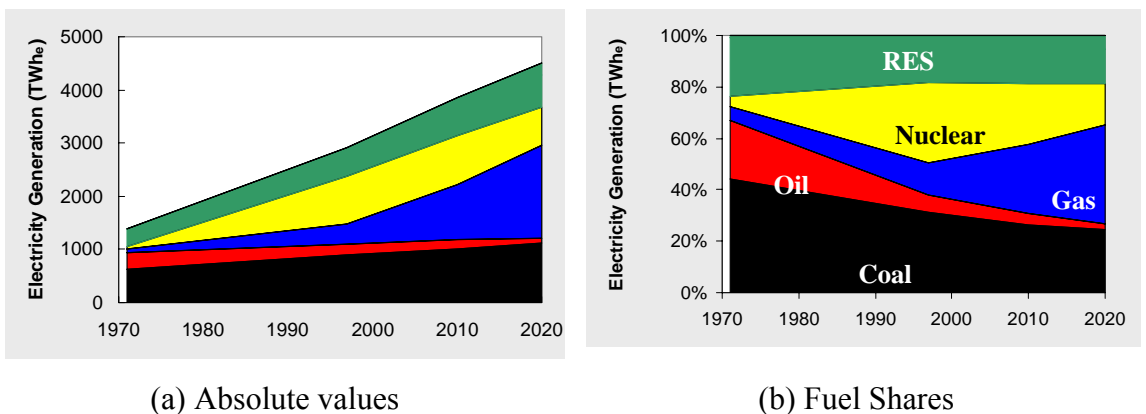 Electricity Generation (TWhe)
5000
4000
3000
2000
1000
0
1970 1980 1990 2000 2010 2020
(a) Absolute values
Electricity Generation (TWhe)
100%
80%
60%
40%
20%
0%
RES
Nuclear
Oil
Gas
Coal
1970 1980 1990 2000 2010 2020
(b) Fuel Shares